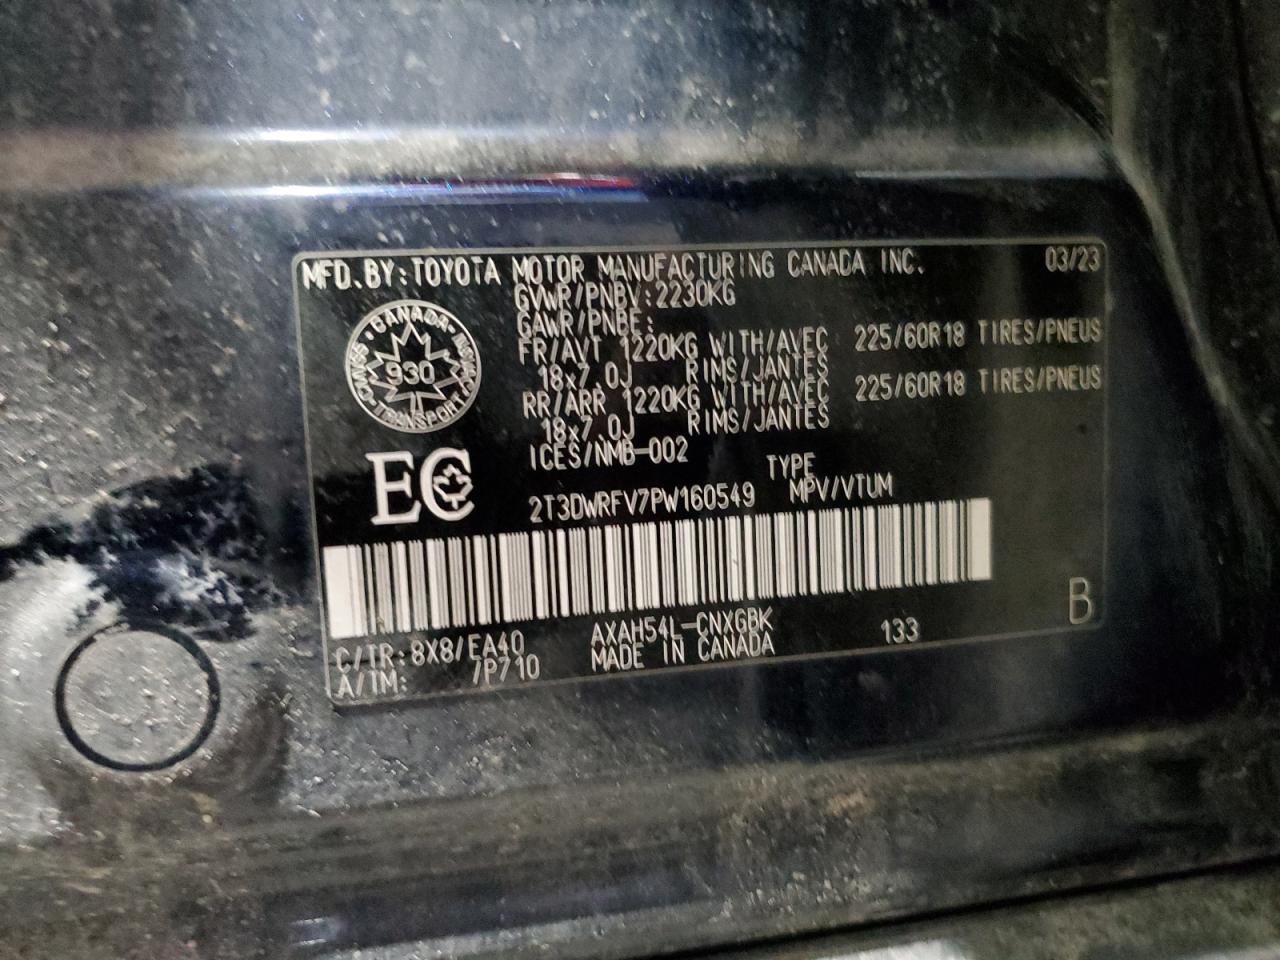 MFD.BY:TOYOTA MOTOR MANUFACTURING CANADA INC. 03/23
GVWR/PNBV:2230KG
GAWR/PNBE:
FR/AVT 1220KG WITH/AVEC 225/60R18 TIRES/PNEUS
18x7.0J RIMS/JANTES
RR/ARR 1220KG WITH/AVEC 225/60R18 TIRES/PNEUS
18x7.0J RIMS/JANTES
CANADA
930
TRANSPORT
EC
ICES/NMB-002
TYPE
2T3DWRFV7PW160549 MPV/VTUM
C/TR:8X8/EA40 AXAH54L-CNXGBK 133 B
A/TM: 7P710 MADE IN CANADA